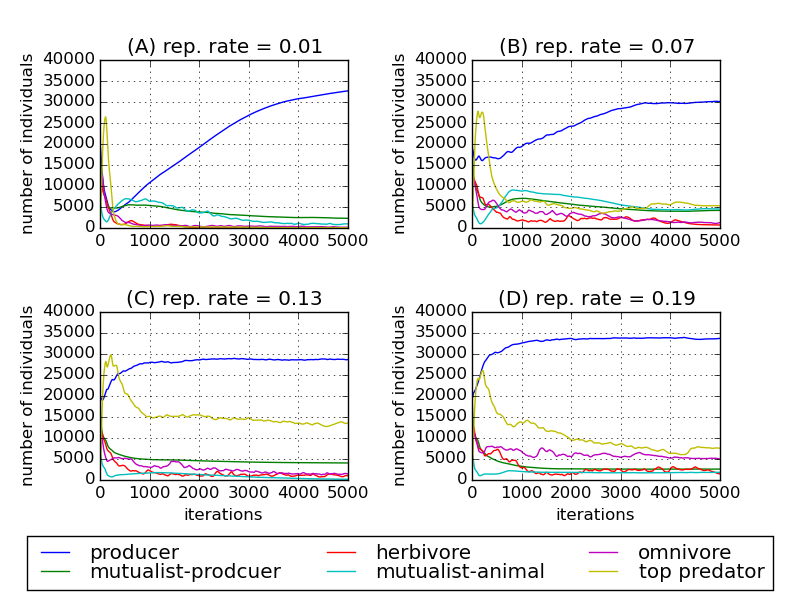 (A) rep. rate = 0.01
(B) rep. rate = 0.07
number of individuals
40000
35000
30000
25000
20000
15000
10000
5000
0
0 1000 2000 3000 4000 5000
number of individuals
40000
35000
30000
25000
20000
15000
10000
5000
0
0 1000 2000 3000 4000 5000
(C) rep. rate = 0.13
(D) rep. rate = 0.19
number of individuals
40000
35000
30000
25000
20000
15000
10000
5000
0
0 1000 2000 3000 4000 5000
iterations
number of individuals
40000
35000
30000
25000
20000
15000
10000
5000
0
0 1000 2000 3000 4000 5000
iterations
producer herbivore omnivore
mutualist-prodcuer mutualist-animal top predator